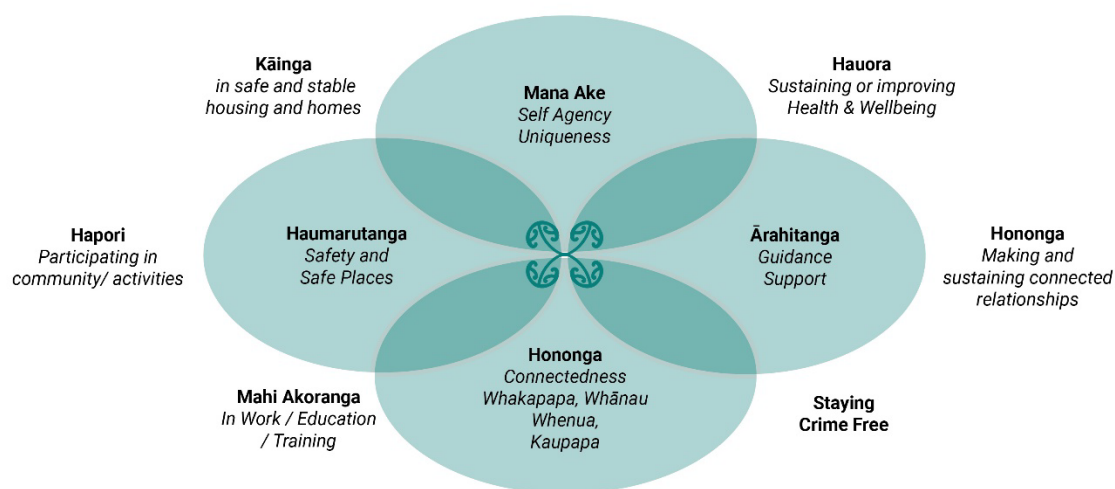 Kāinga
in safe and stable
housing and homes
Mana Ake
Self Agency
Uniqueness
Hauora
Sustaining or improving
Health & Wellbeing
Hapori
Participating in
community/ activities
Haumarutanga
Safety and
Safe Places
Ārahitanga
Guidance
Support
Hononga
Making and
sustaining connected
relationships
Mahi Akoranga
In Work / Education
/ Training
Hononga
Connectedness
Whakapapa, Whānau
Whenua,
Kaupapa
Staying
Crime Free